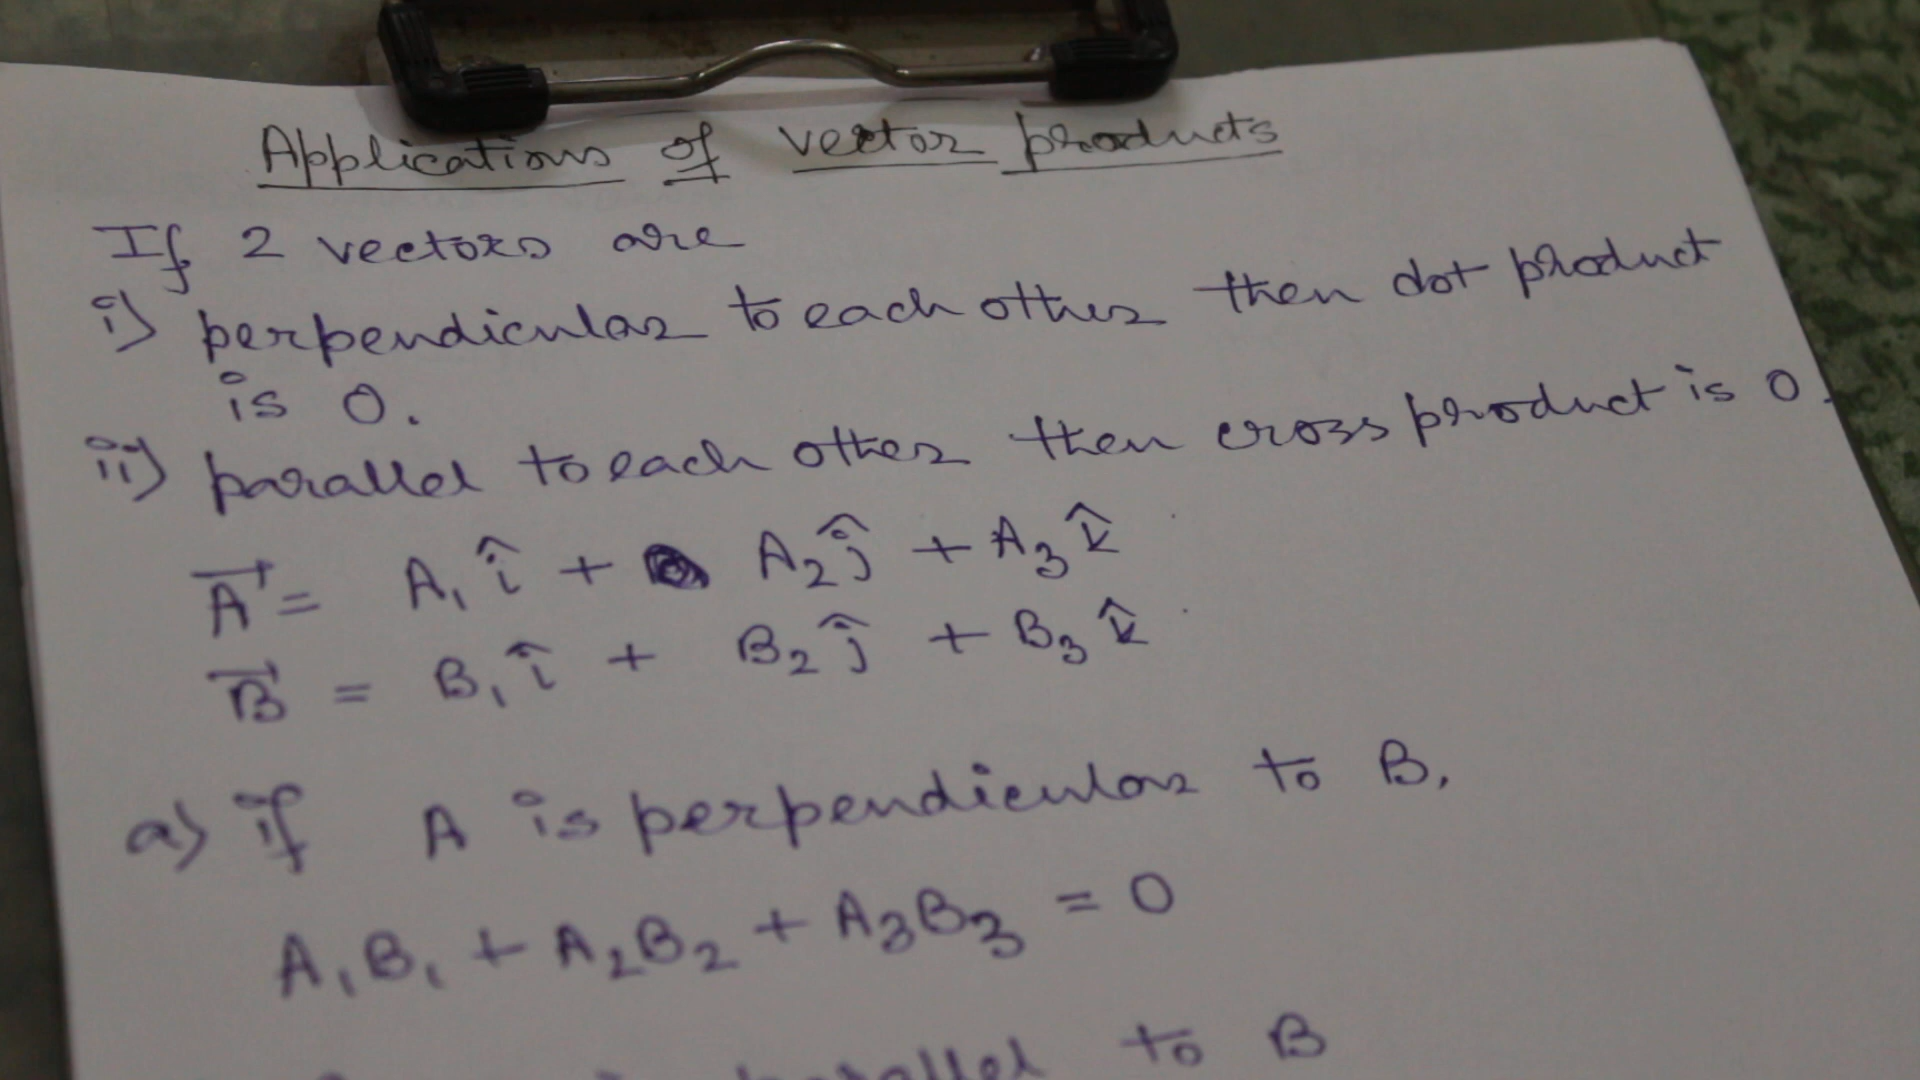 Applications of vector products
If 2 vectors are
i) perpendicular to each other then dot product
is 0.
ii) parallel to each other then cross product is 0.
A⃗ = A₁î + A₂ĵ + A₃k̂
B⃗ = B₁î + B₂ĵ + B₃k̂
a) if A is perpendicular to B.
A₁B₁ + A₂B₂ + A₃B₃ = 0
parallel to B